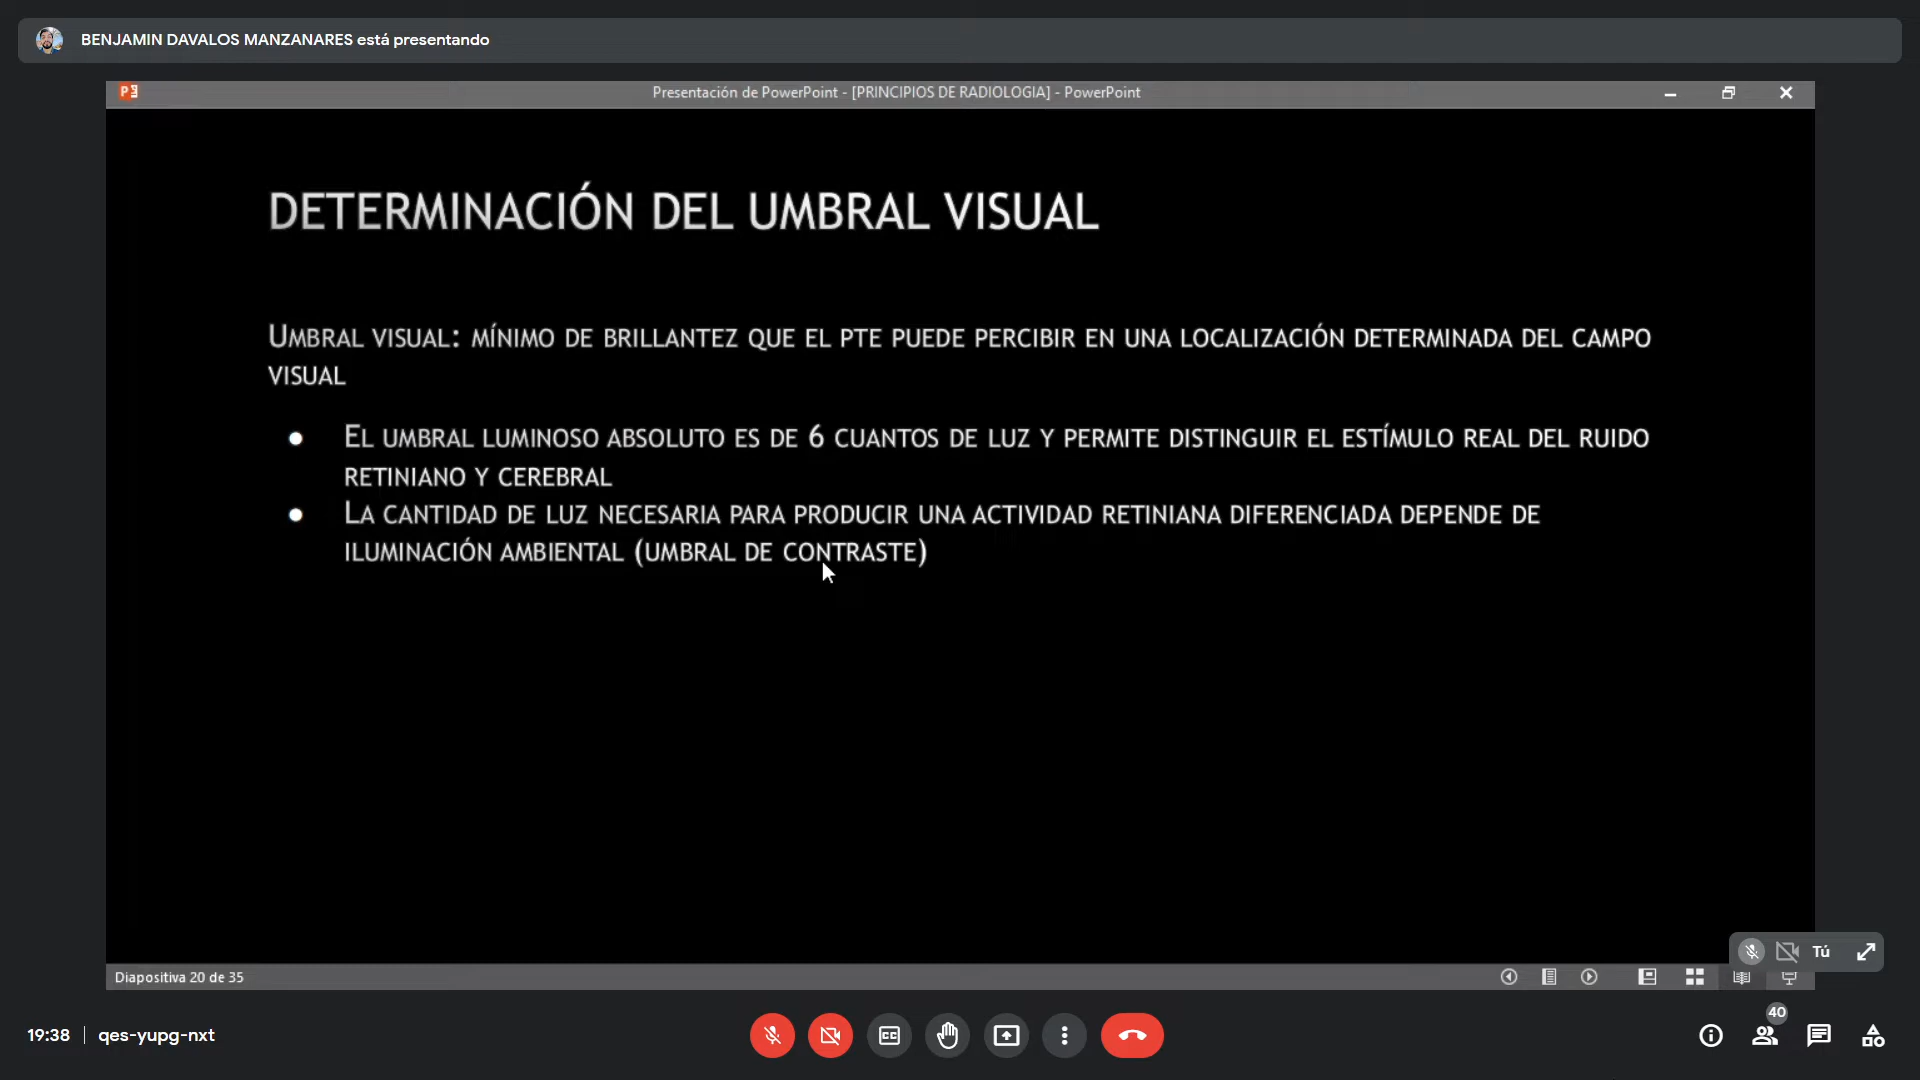 BENJAMIN DAVALOS MANZANARES está presentando
Presentación de PowerPoint - [PRINCIPIOS DE RADIOLOGIA] - PowerPoint
DETERMINACIÓN DEL UMBRAL VISUAL
UMBRAL VISUAL: MÍNIMO DE BRILLANTEZ QUE EL PTE PUEDE PERCIBIR EN UNA LOCALIZACIÓN DETERMINADA DEL CAMPO
VISUAL
● EL UMBRAL LUMINOSO ABSOLUTO ES DE 6 CUANTOS DE LUZ Y PERMITE DISTINGUIR EL ESTÍMULO REAL DEL RUIDO
RETINIANO Y CEREBRAL
● LA CANTIDAD DE LUZ NECESARIA PARA PRODUCIR UNA ACTIVIDAD RETINIANA DIFERENCIADA DEPENDE DE
ILUMINACIÓN AMBIENTAL (UMBRAL DE CONTRASTE)
Tú
Diapositiva 20 de 35
40
19:38 | qes-yupg-nxt